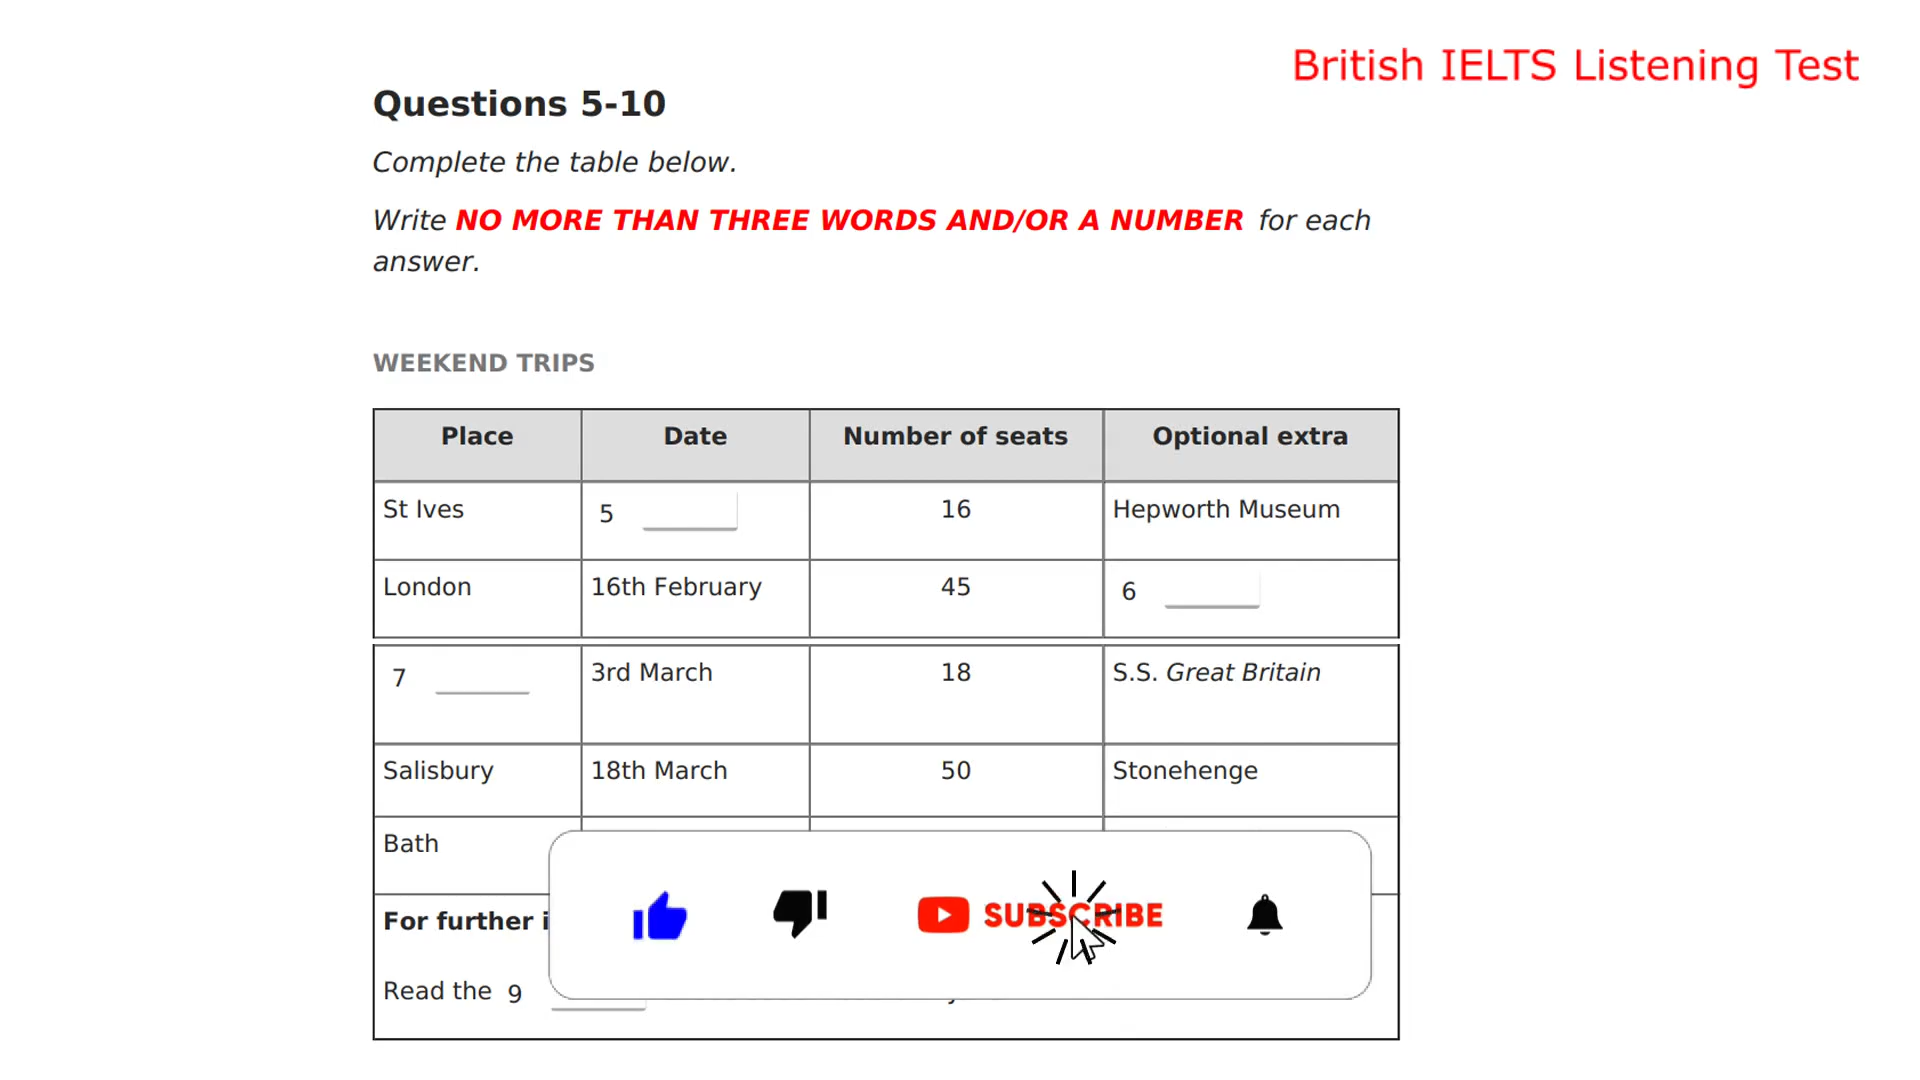 British IELTS Listening Test
Questions 5-10
Complete the table below.
Write NO MORE THAN THREE WORDS AND/OR A NUMBER for each
answer.
WEEKEND TRIPS
Place Date Number of seats Optional extra
St Ives 5 16 Hepworth Museum
London 16th February 45 6
7 3rd March 18 S.S. Great Britain
Salisbury 18th March 50 Stonehenge
Bath
For further
SUBSCRIBE
Read the 9